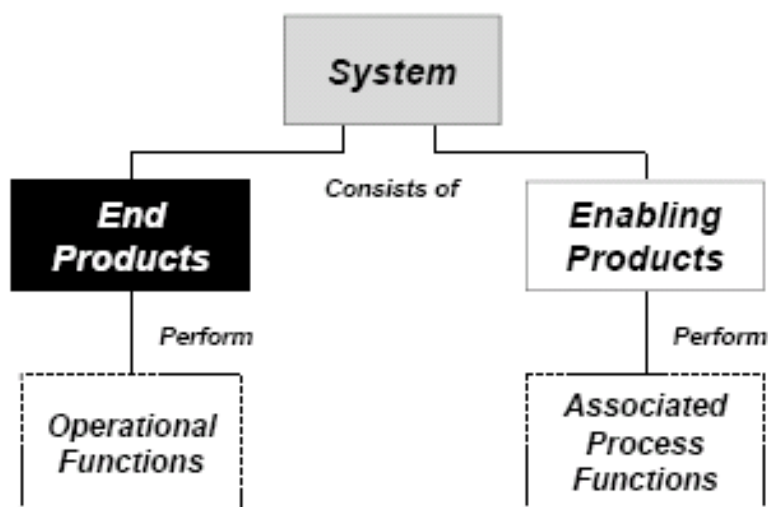 System
Consists of
End
Products
Enabling
Products
Perform
Perform
Operational
Functions
Associated
Process
Functions